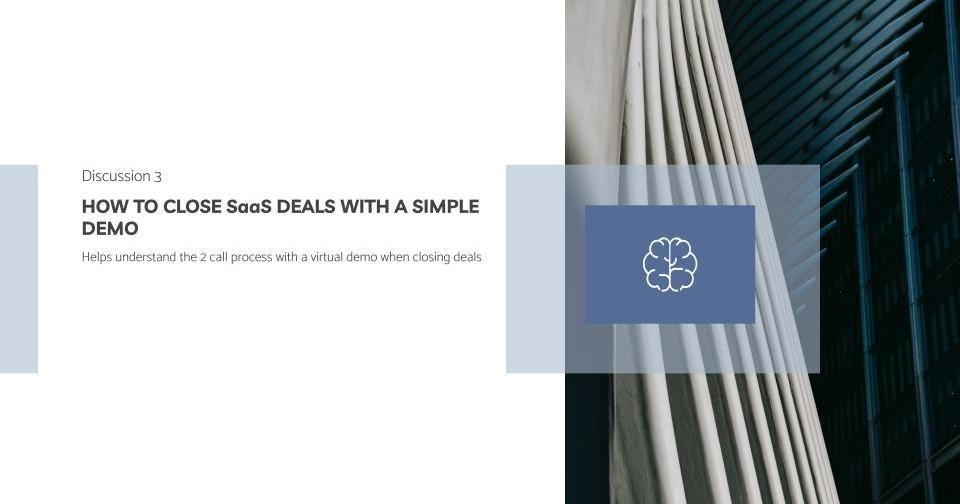 Discussion 3
HOW TO CLOSE SaaS DEALS WITH A SIMPLE
DEMO
Helps understand the 2 call process with a virtual demo when closing deals